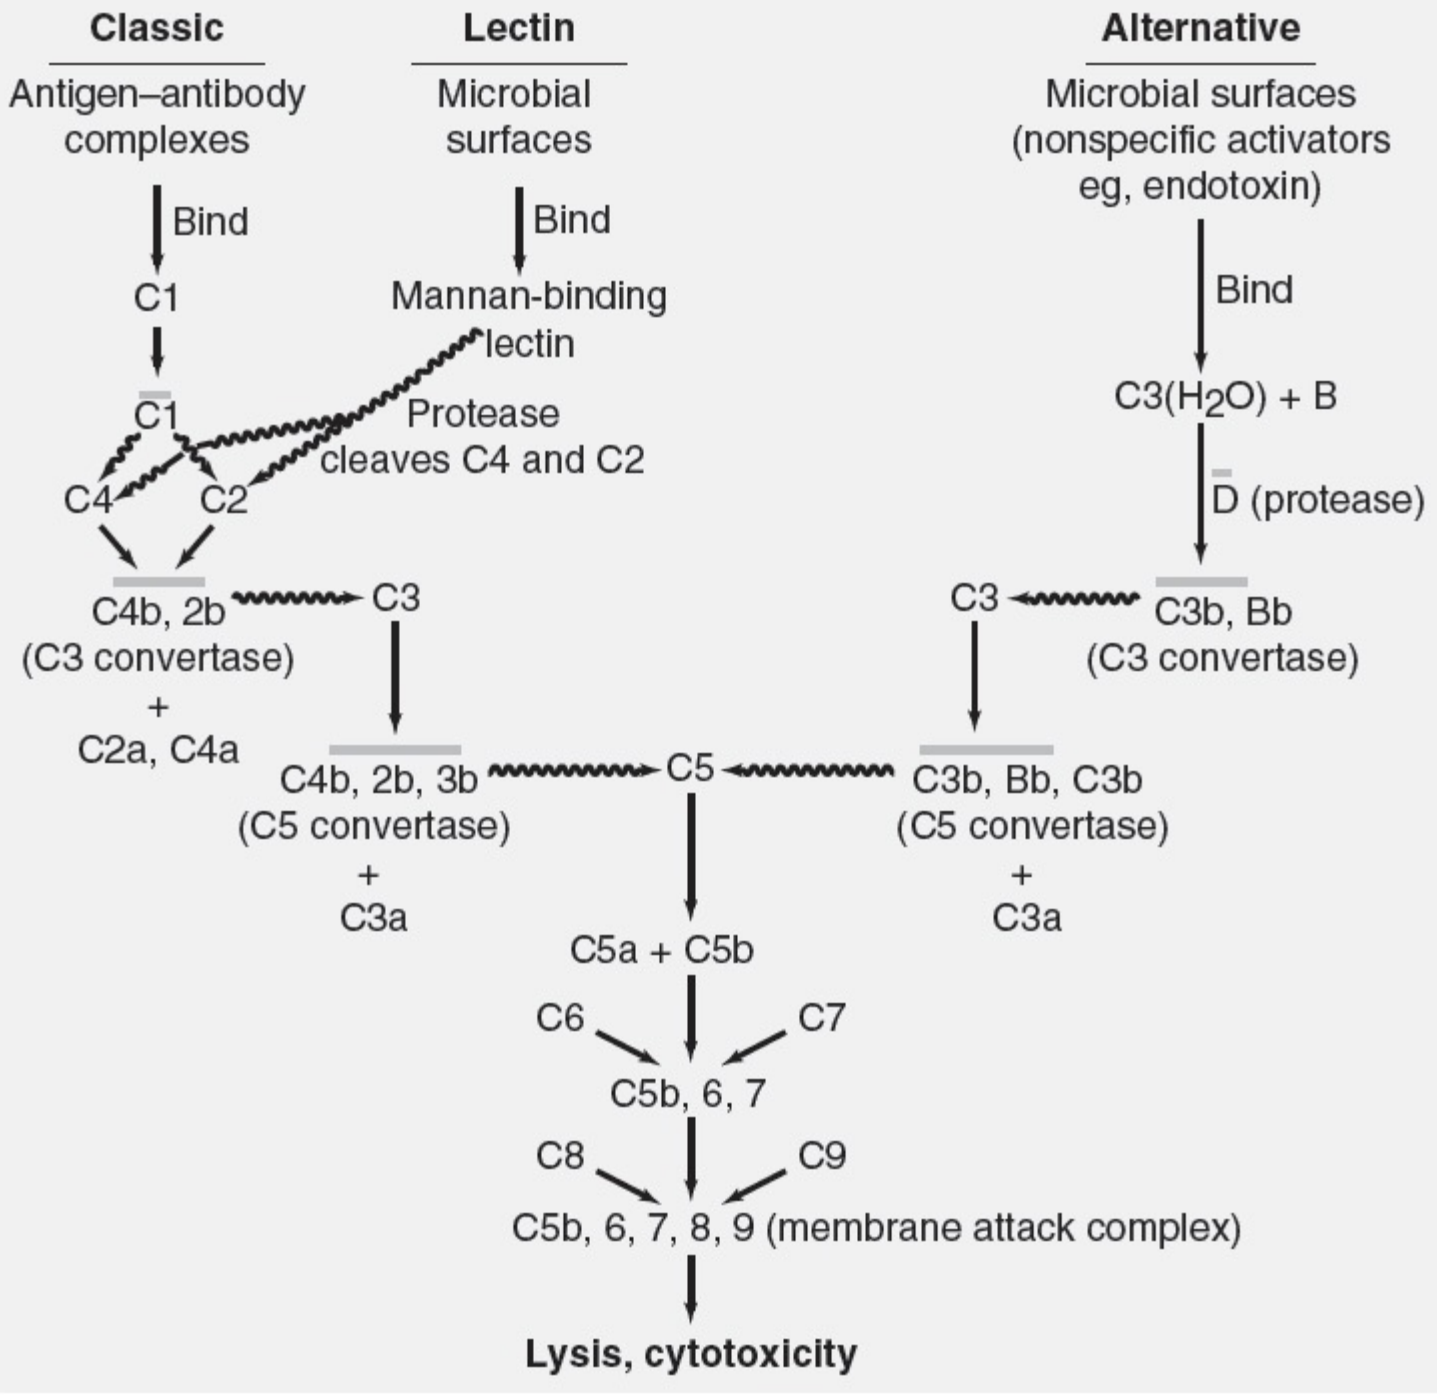 Classic
Lectin
Alternative
Antigen–antibody
complexes
Microbial
surfaces
Microbial surfaces
(nonspecific activators
eg, endotoxin)
Bind
Bind
Bind
C1
Mannan-binding
lectin
C1
Protease
cleaves C4 and C2
C3(H2O) + B
C4
C2
D (protease)
C4b, 2b
(C3 convertase)
+
C2a, C4a
C3
C3
C3b, Bb
(C3 convertase)
C4b, 2b, 3b
(C5 convertase)
+
C3a
C5
C3b, Bb, C3b
(C5 convertase)
+
C3a
C5a + C5b
C6
C7
C5b, 6, 7
C8
C9
C5b, 6, 7, 8, 9 (membrane attack complex)
Lysis, cytotoxicity